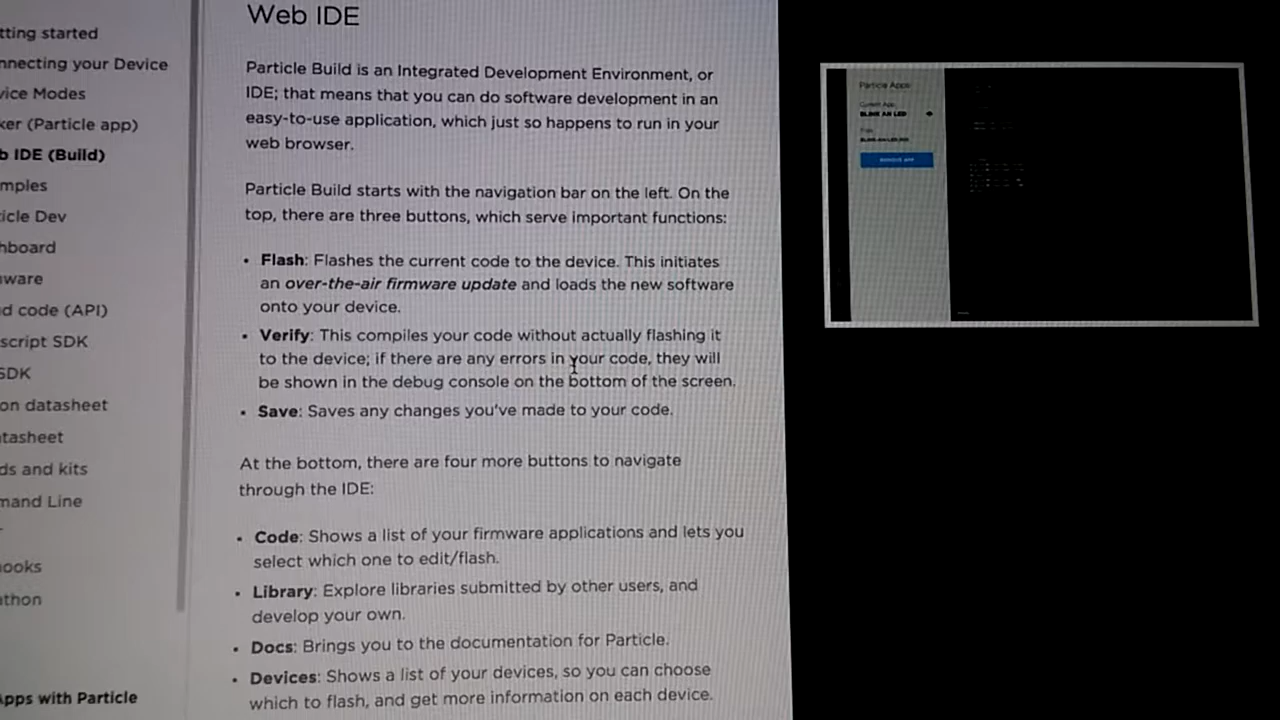 Web IDE
Particle Build is an Integrated Development Environment, or
IDE; that means that you can do software development in an
easy-to-use application, which just so happens to run in your
web browser.
Particle Build starts with the navigation bar on the left. On the
top, there are three buttons, which serve important functions:
• Flash: Flashes the current code to the device. This initiates
an over-the-air firmware update and loads the new software
onto your device.
• Verify: This compiles your code without actually flashing it
to the device; if there are any errors in your code, they will
be shown in the debug console on the bottom of the screen.
• Save: Saves any changes you've made to your code.
At the bottom, there are four more buttons to navigate
through the IDE:
• Code: Shows a list of your firmware applications and lets you
select which one to edit/flash.
• Library: Explore libraries submitted by other users, and
develop your own.
• Docs: Brings you to the documentation for Particle.
• Devices: Shows a list of your devices, so you can choose
which to flash, and get more information on each device.
tting started
nnecting your Device
vice Modes
ker (Particle app)
b IDE (Build)
mples
icle Dev
hboard
ware
d code (API)
script SDK
SDK
on datasheet
tasheet
ds and kits
mand Line
ooks
thon
Apps with Particle
Particle Apps
Current App
BLINK AN LED